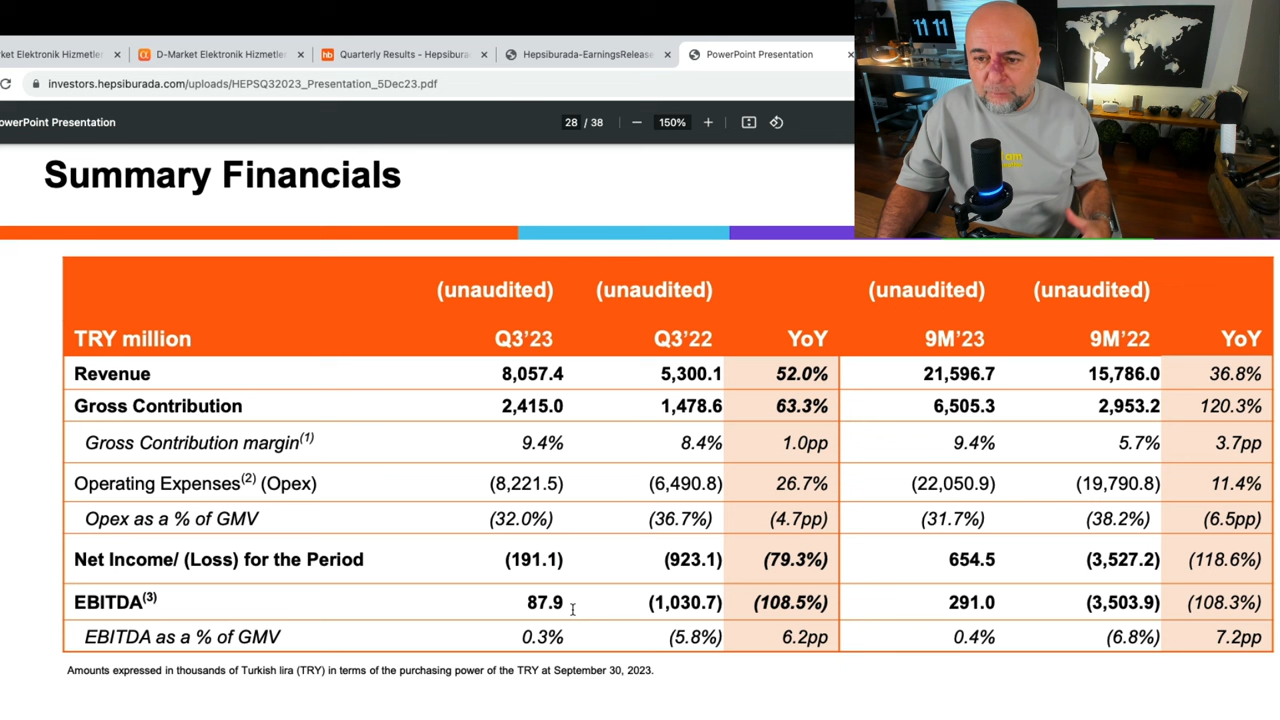 rket Elektronik Hizmetler
D-Market Elektronik Hizmetler
hb Quarterly Results - Hepsibura
Hepsiburada-EarningsRelease
PowerPoint Presentation
investors.hepsiburada.com/uploads/HEPSQ32023_Presentation_5Dec23.pdf
owerPoint Presentation
28 / 38
150%
11 11
Summary Financials
(unaudited) (unaudited) (unaudited) (unaudited)
TRY million Q3’23 Q3’22 YoY 9M’23 9M’22 YoY
Revenue 8,057.4 5,300.1 52.0% 21,596.7 15,786.0 36.8%
Gross Contribution 2,415.0 1,478.6 63.3% 6,505.3 2,953.2 120.3%
Gross Contribution margin(1) 9.4% 8.4% 1.0pp 9.4% 5.7% 3.7pp
Operating Expenses(2) (Opex) (8,221.5) (6,490.8) 26.7% (22,050.9) (19,790.8) 11.4%
Opex as a % of GMV (32.0%) (36.7%) (4.7pp) (31.7%) (38.2%) (6.5pp)
Net Income/ (Loss) for the Period (191.1) (923.1) (79.3%) 654.5 (3,527.2) (118.6%)
EBITDA(3) 87.9 (1,030.7) (108.5%) 291.0 (3,503.9) (108.3%)
EBITDA as a % of GMV 0.3% (5.8%) 6.2pp 0.4% (6.8%) 7.2pp
Amounts expressed in thousands of Turkish lira (TRY) in terms of the purchasing power of the TRY at September 30, 2023.